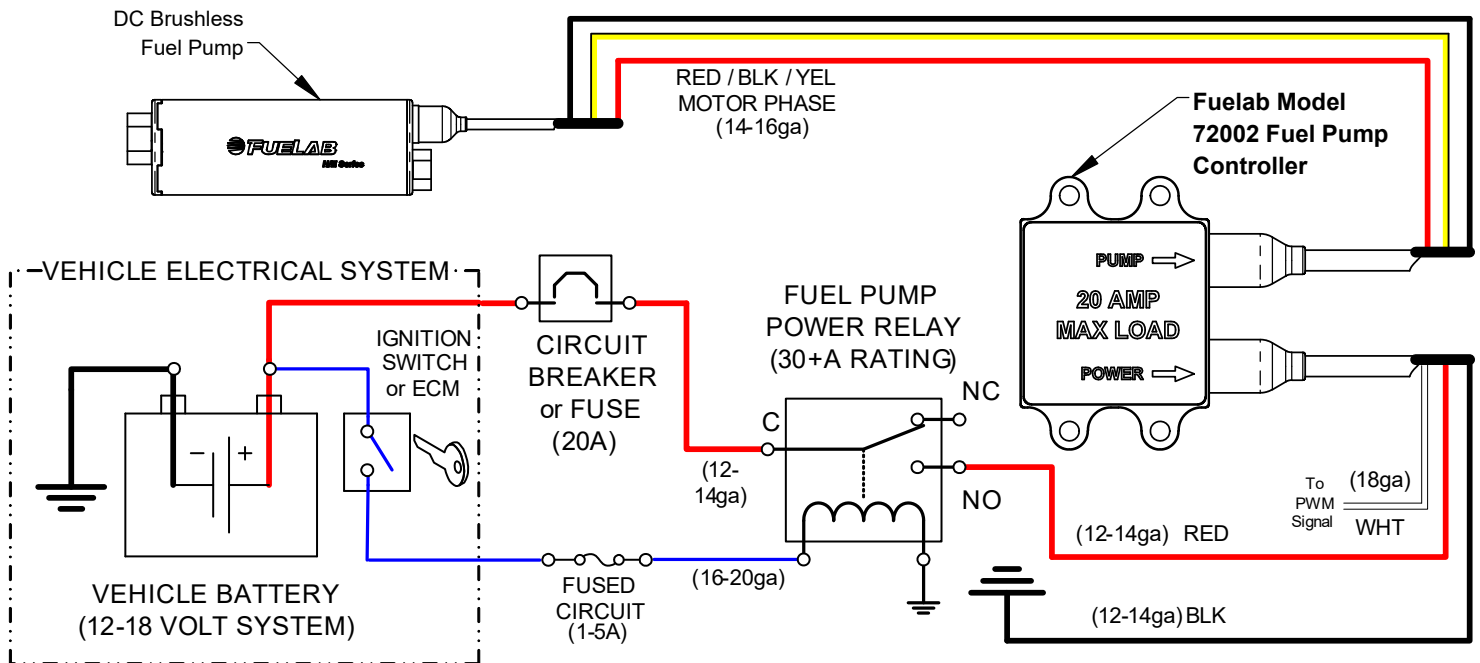 DC Brushless
Fuel Pump
FUELAB
RED / BLK / YEL
MOTOR PHASE
(14-16ga)
Fuelab Model
72002 Fuel Pump
Controller
PUMP
20 AMP
MAX LOAD
POWER
VEHICLE ELECTRICAL SYSTEM
IGNITION
SWITCH
or ECM
- +
VEHICLE BATTERY
(12-18 VOLT SYSTEM)
CIRCUIT
BREAKER
or FUSE
(20A)
FUEL PUMP
POWER RELAY
(30+A RATING)
C
NC
NO
(12-
14ga)
FUSED
CIRCUIT
(1-5A)
(16-20ga)
To
PWM
Signal
(18ga)
WHT
(12-14ga) RED
(12-14ga) BLK